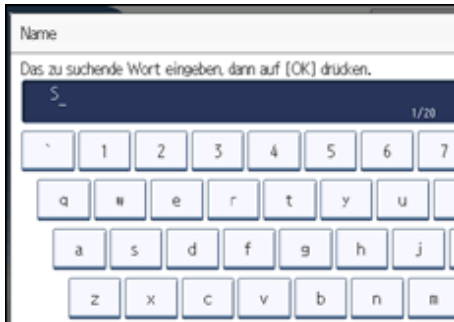 Name
Das zu suchende Wort eingeben, dann auf [OK] drücken.
S_
1/20
` 1 2 3 4 5 6 7
q w e r t y u
a s d f g h j
z x c v b n m